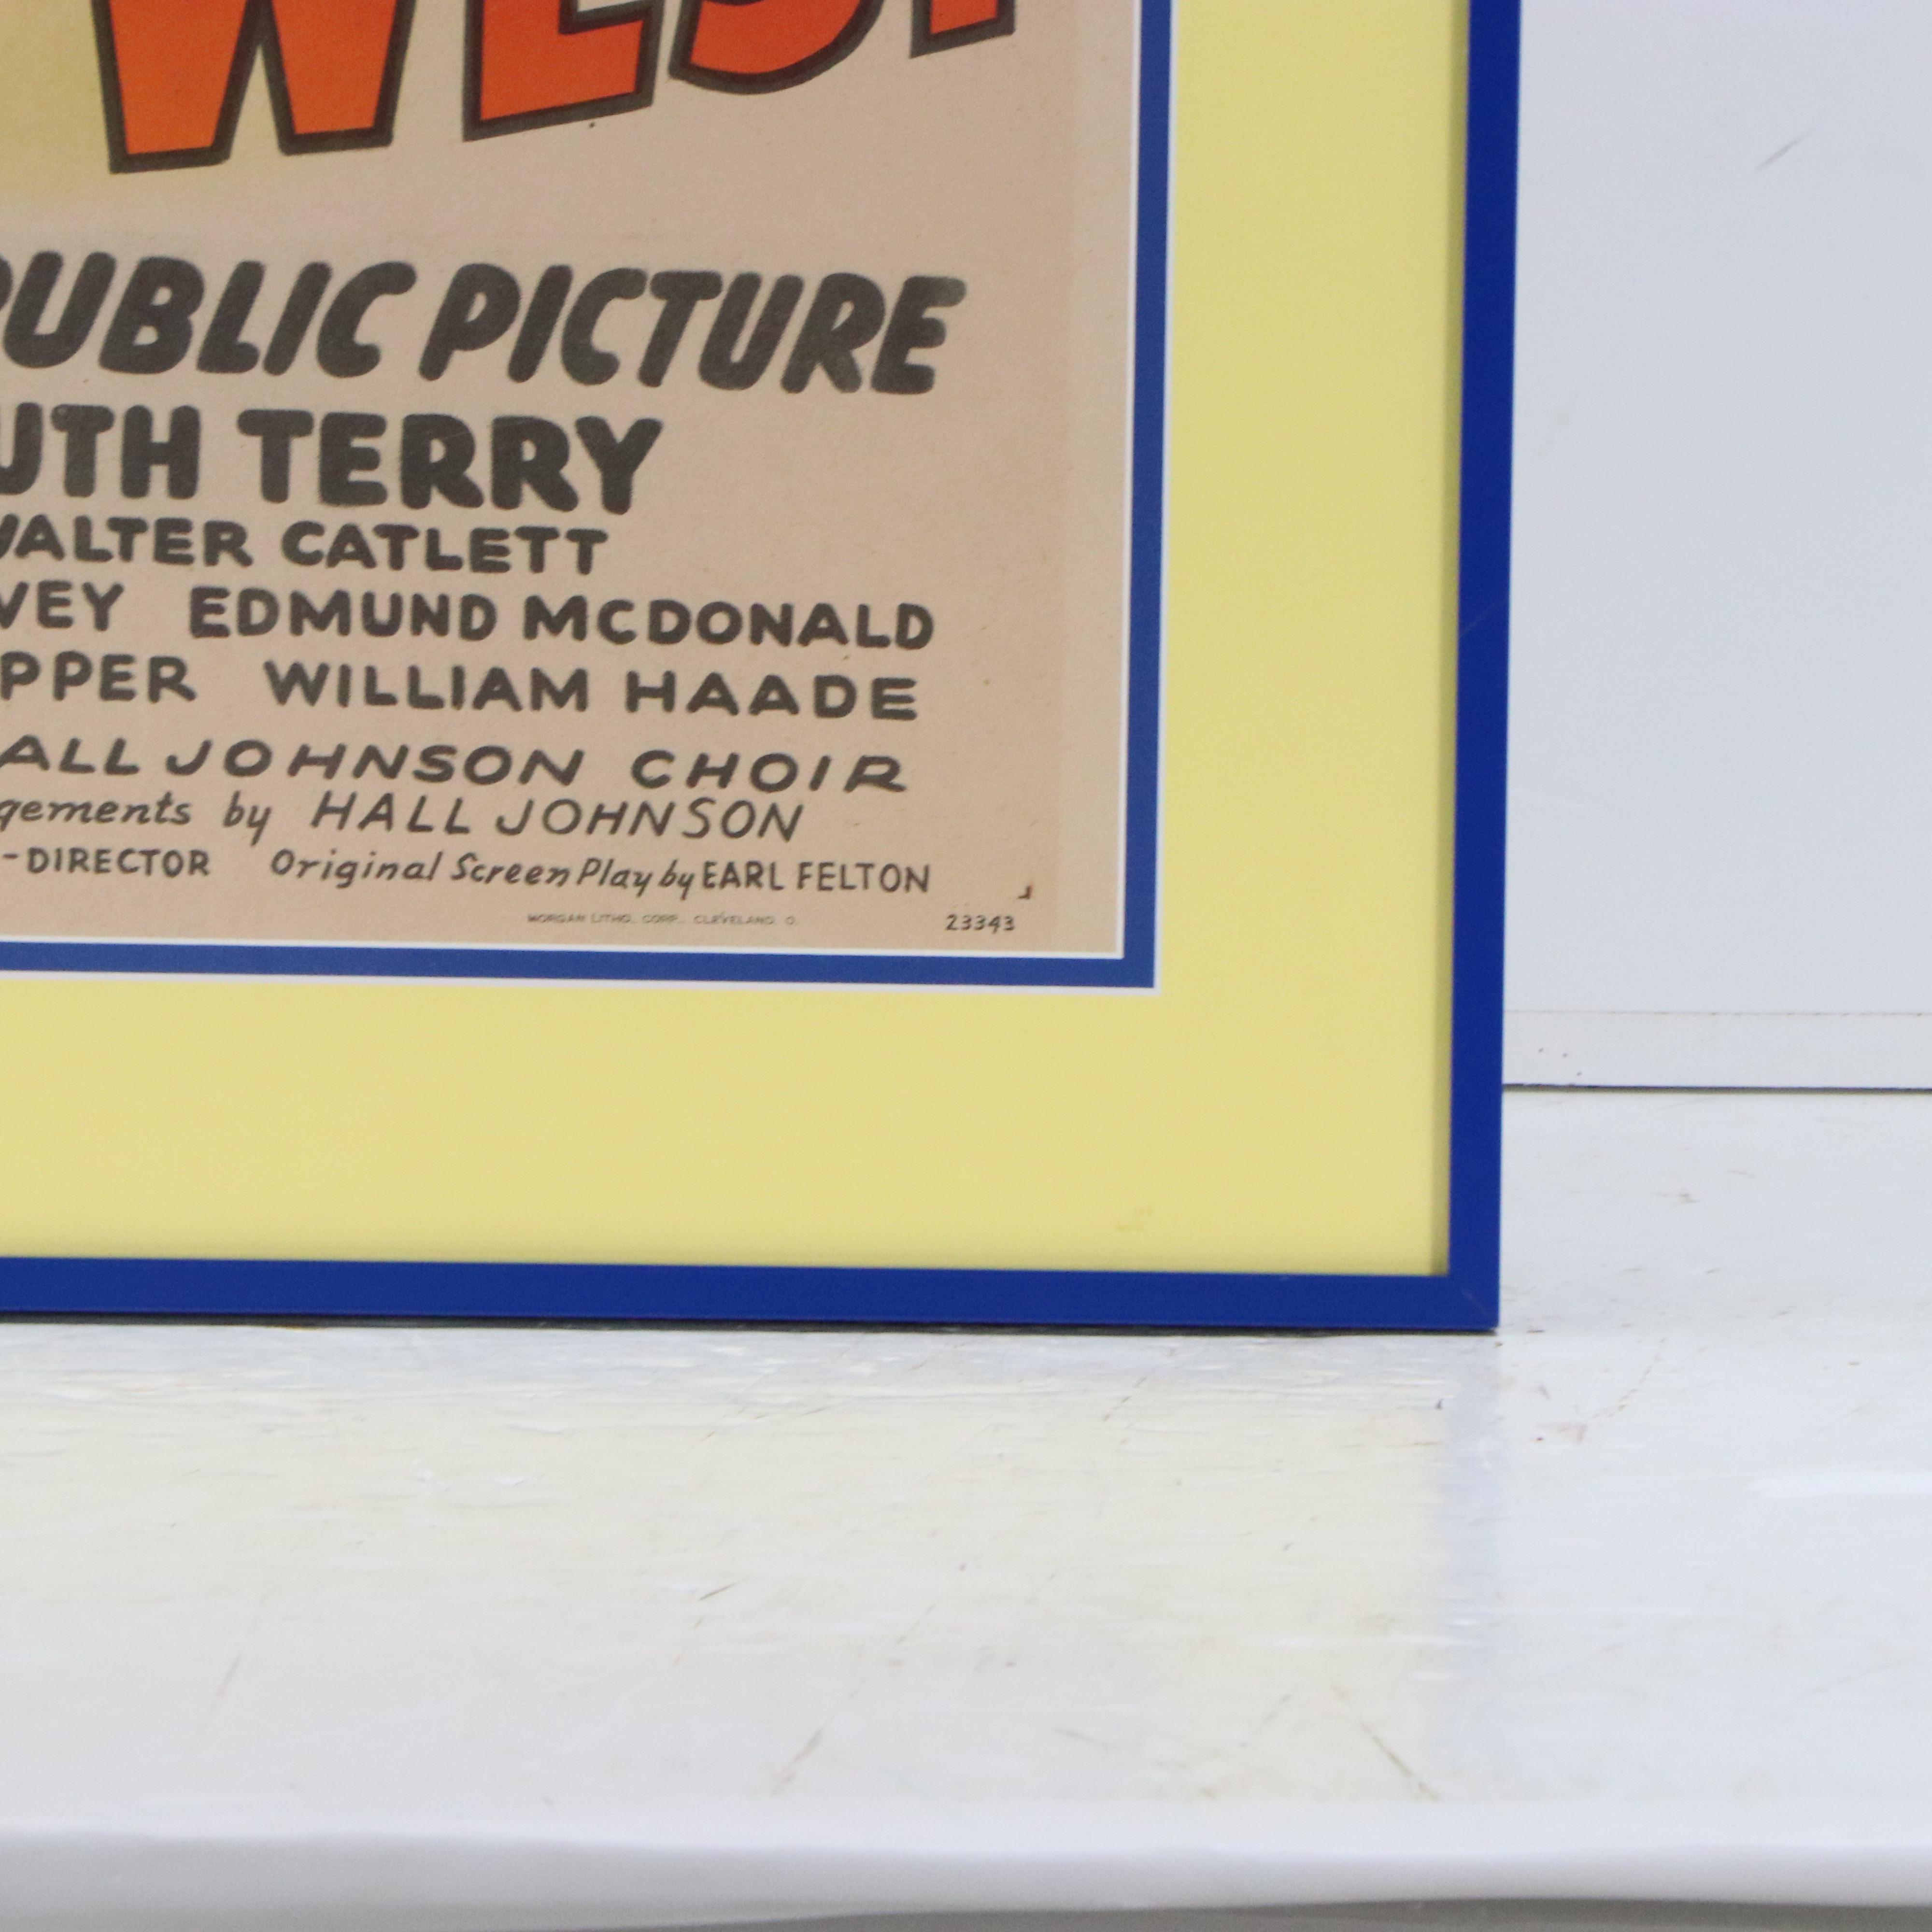 WEST
PUBLIC PICTURE
UTH TERRY
WALTER CATLETT
VEY EDMUND MCDONALD
PPER WILLIAM HAADE
ALL JOHNSON CHOIR
gements by HALL JOHNSON
-DIRECTOR Original Screen Play by EARL FELTON
MORGAN LITHO. CORP. CLEVELAND. O.
23343